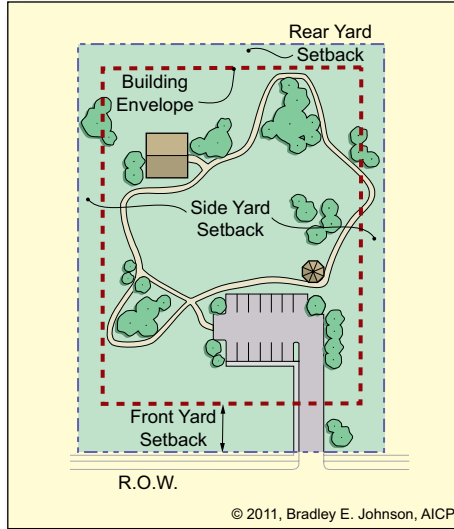 Rear Yard
Setback
Building
Envelope
Side Yard
Setback
Front Yard
Setback
R.O.W.
© 2011, Bradley E. Johnson, AICP